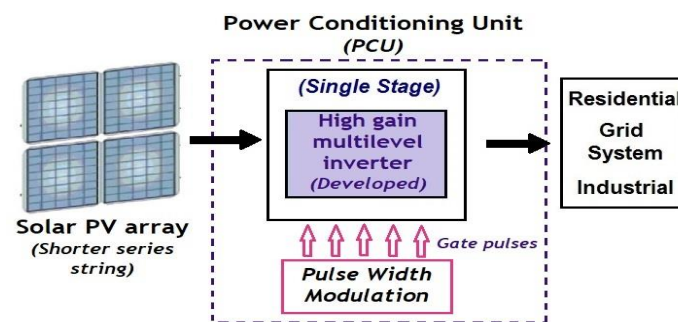 Power Conditioning Unit
(PCU)
(Single Stage)
High gain
multilevel
inverter
(Developed)
Residential
Grid
System
Industrial
Solar PV array
(Shorter series
string)
Gate pulses
Pulse Width
Modulation